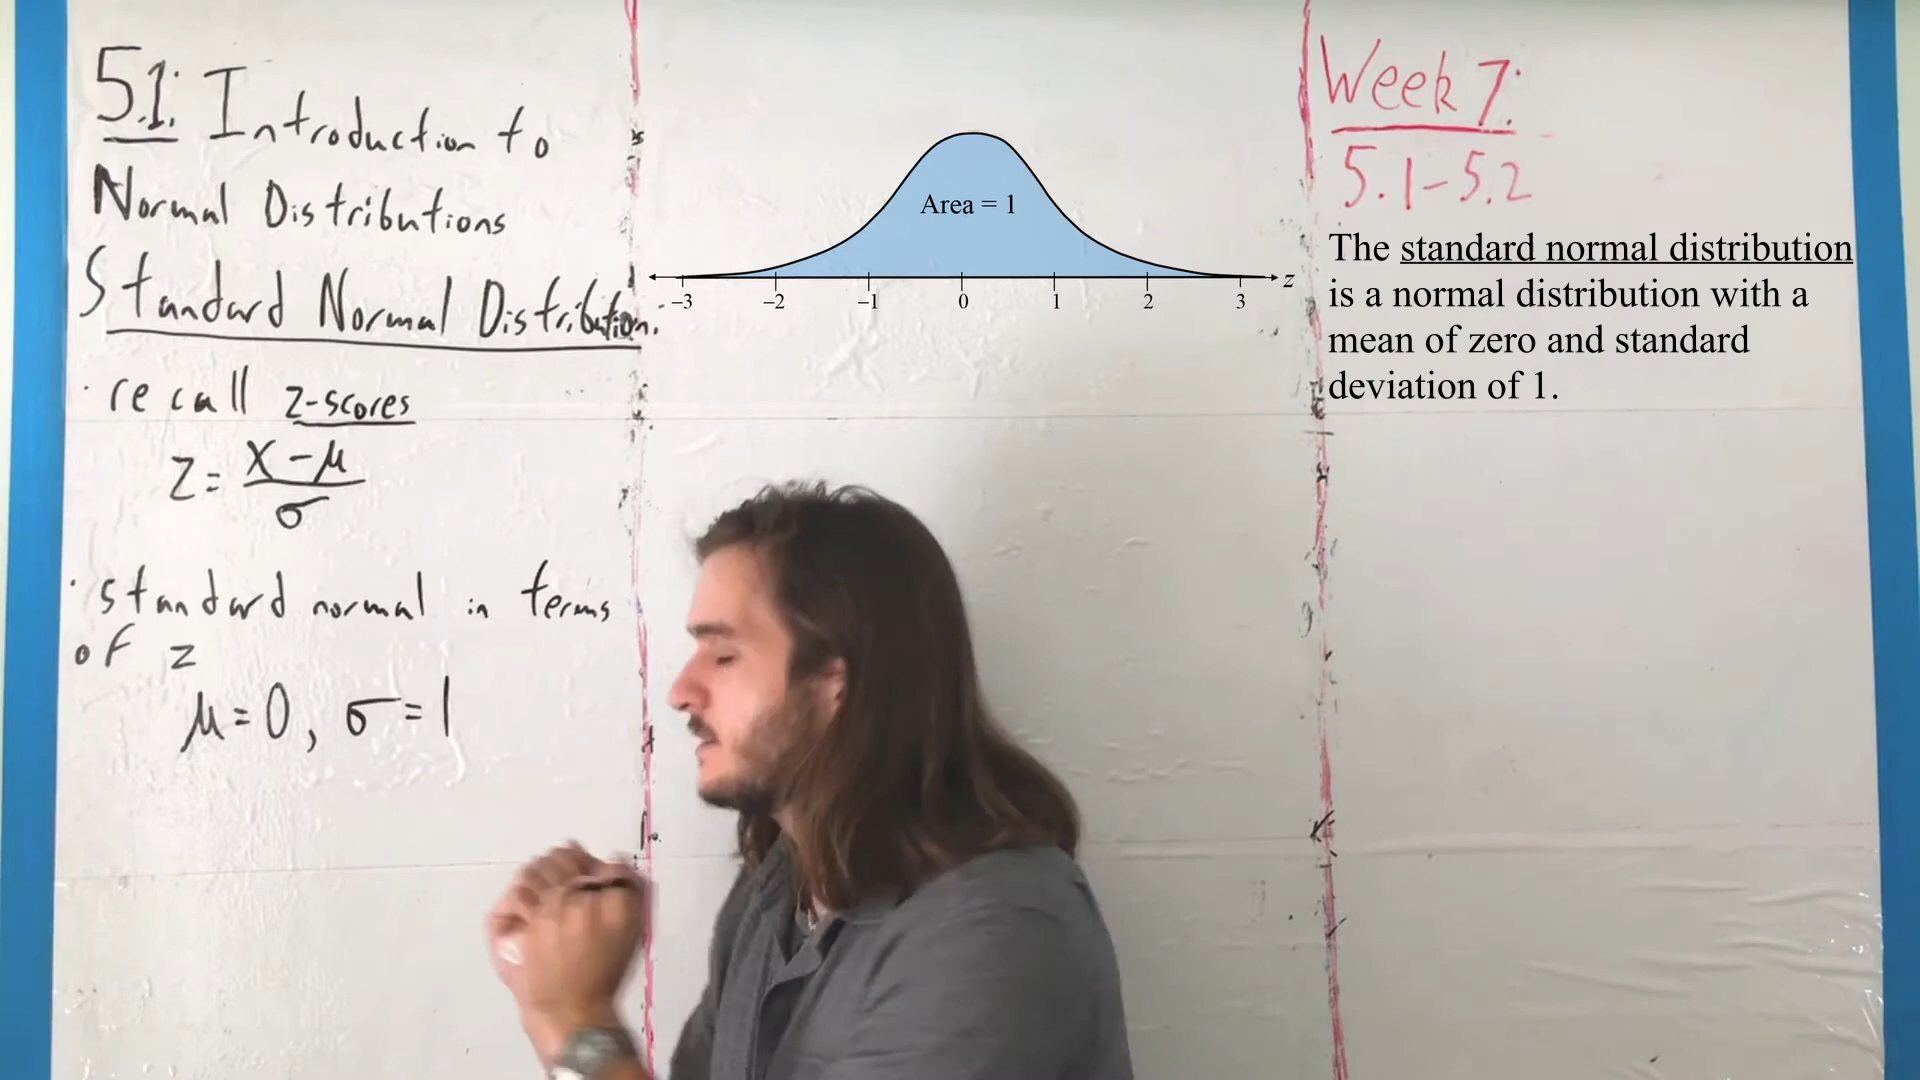 5.1: Introduction to
Normal Distributions
Standard Normal Distribution:
· recall z-scores
z = x - μ
σ
· standard normal in terms
of z
μ = 0, σ = 1
Area = 1
−3 −2 −1 0 1 2 3 z
Week 7:
5.1-5.2
The standard normal distribution
is a normal distribution with a
mean of zero and standard
deviation of 1.